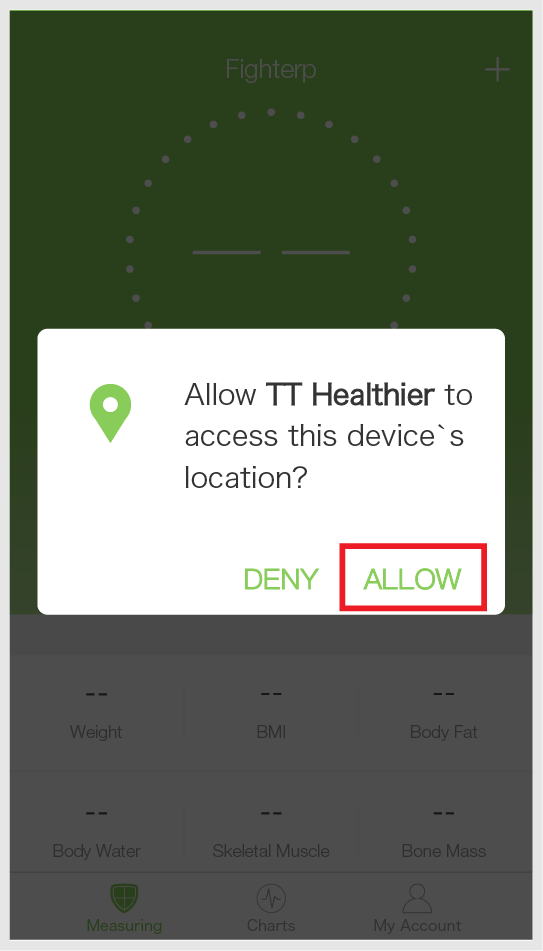 Fighterp
Allow TT Healthier to
access this device`s
location?
DENY ALLOW
-- -- --
Weight BMI Body Fat
-- -- --
Body Water Skeletal Muscle Bone Mass
Measuring Charts My Account